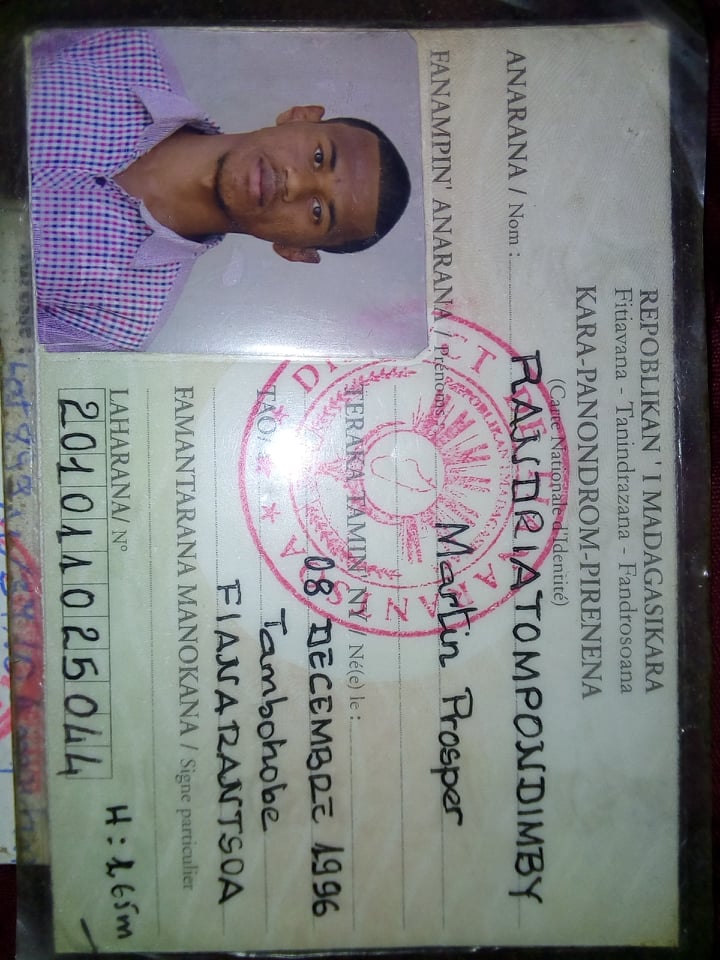 REPOBLIKAN 'I MADAGASIKARA
Fitiavana - Tanindrazana - Fandrosoana
KARA-PANONDROM-PIRENENA
(Carte Nationale d'Identité)
ANARANA / Nom :
RANDRIATOMPONDIMBY
FANAMPIN' ANARANA / Prénoms
Martin Prosper
TERAKA TAMIN' NY / Né(e) le :
08 DECEMBRE 1996
TAO/
Tambohobe
FIANARANTSOA
FAMANTARANA MANOKANA / Signe particulier
LAHARANA/ N°
H : 1,65m
201011025044